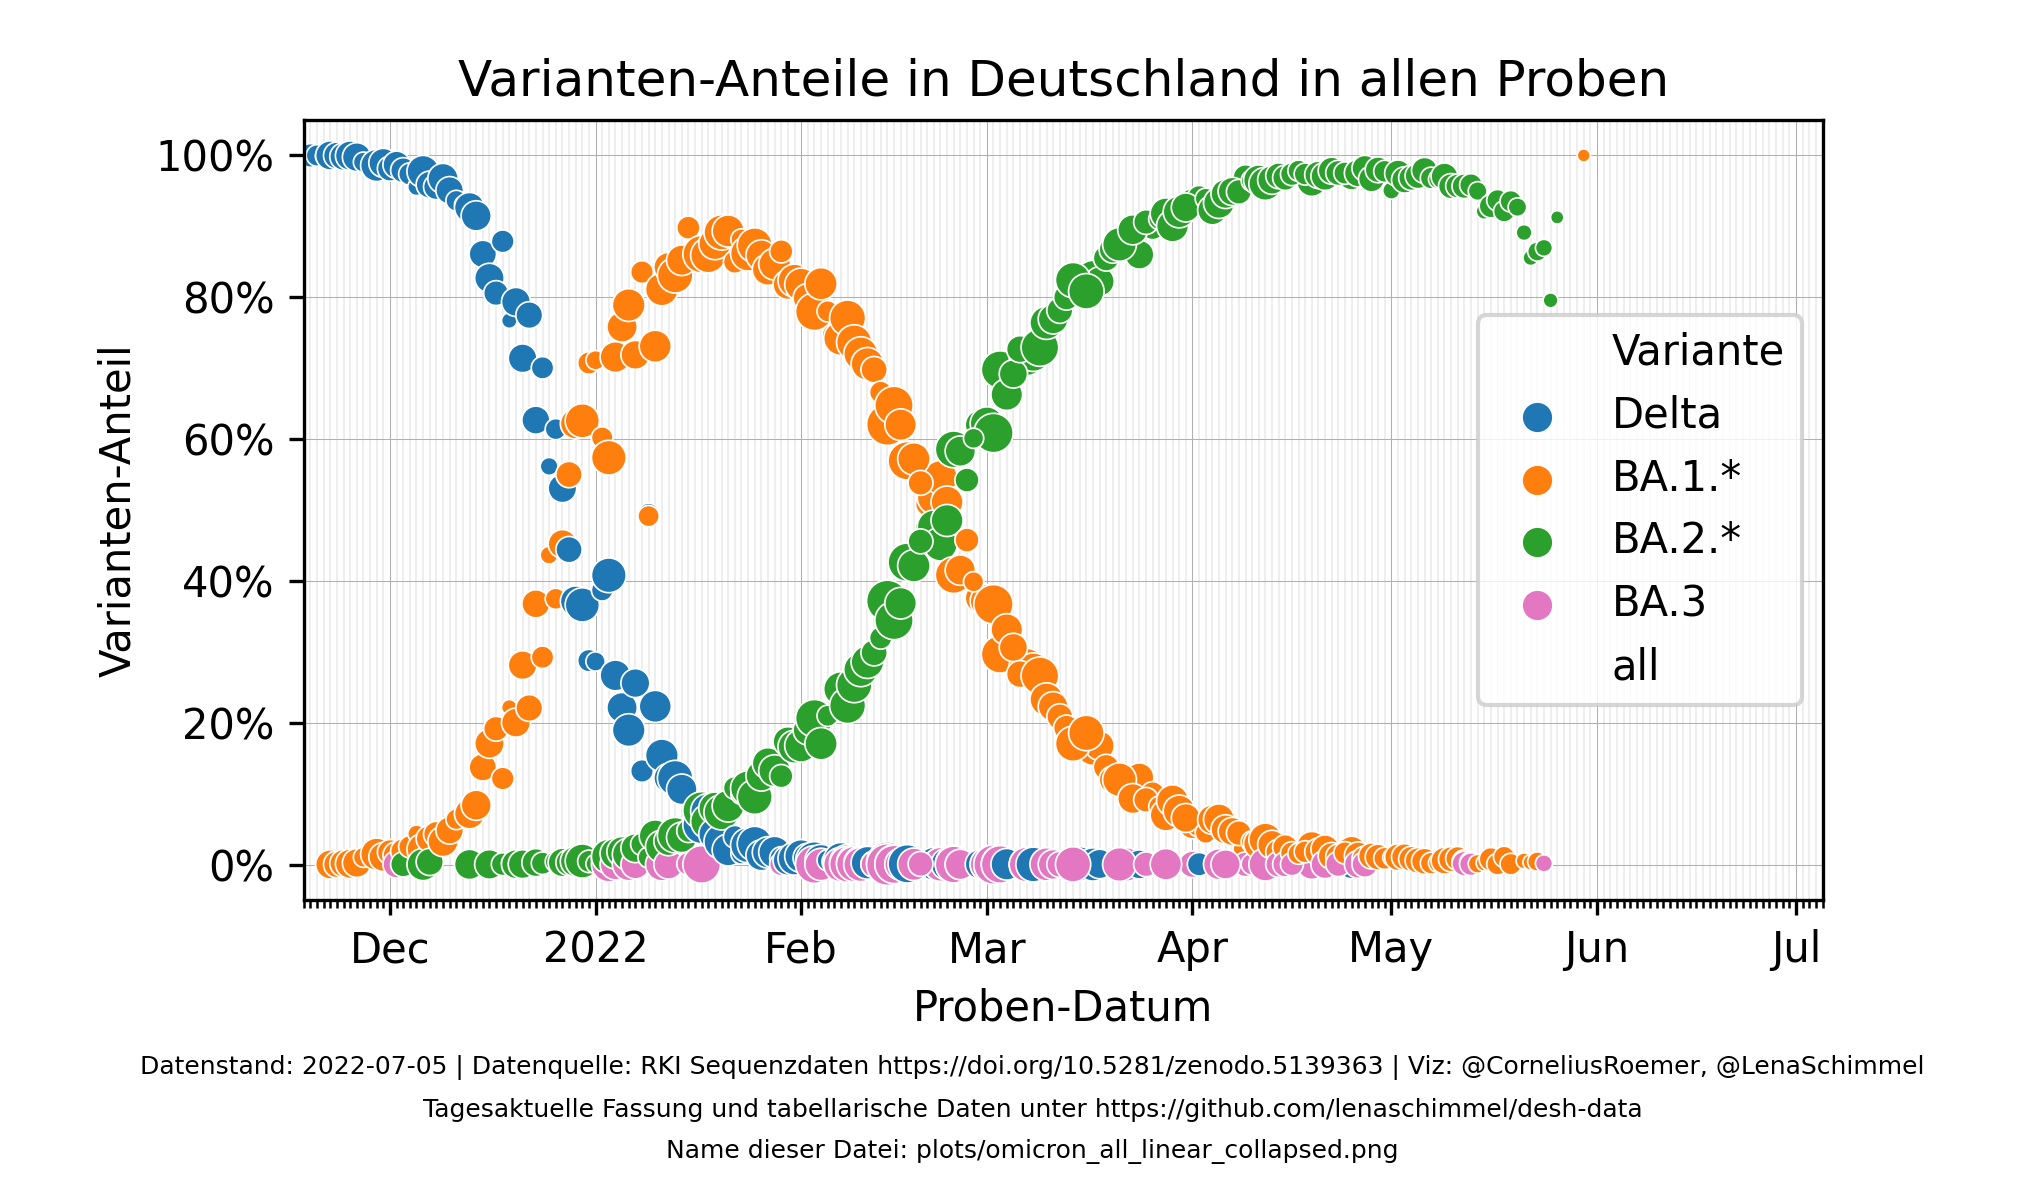 Varianten-Anteile in Deutschland in allen Proben
Varianten-Anteil
100%
80%
60%
40%
20%
0%
Variante
Delta
BA.1.*
BA.2.*
BA.3
all
Dec
2022
Feb
Mar
Apr
May
Jun
Jul
Proben-Datum
Datenstand: 2022-07-05 | Datenquelle: RKI Sequenzdaten https://doi.org/10.5281/zenodo.5139363 | Viz: @CorneliusRoemer, @LenaSchimmel
Tagesaktuelle Fassung und tabellarische Daten unter https://github.com/lenaschimmel/desh-data
Name dieser Datei: plots/omicron_all_linear_collapsed.png